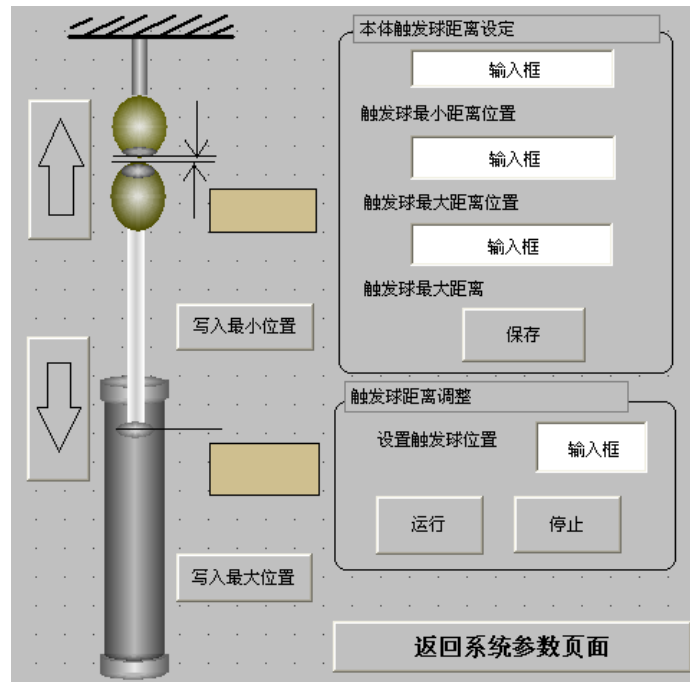 本体触发球距离设定
输入框
触发球最小距离位置
输入框
触发球最大距离位置
输入框
触发球最大距离
保存
写入最小位置
触发球距离调整
设置触发球位置
输入框
运行
停止
写入最大位置
返回系统参数页面